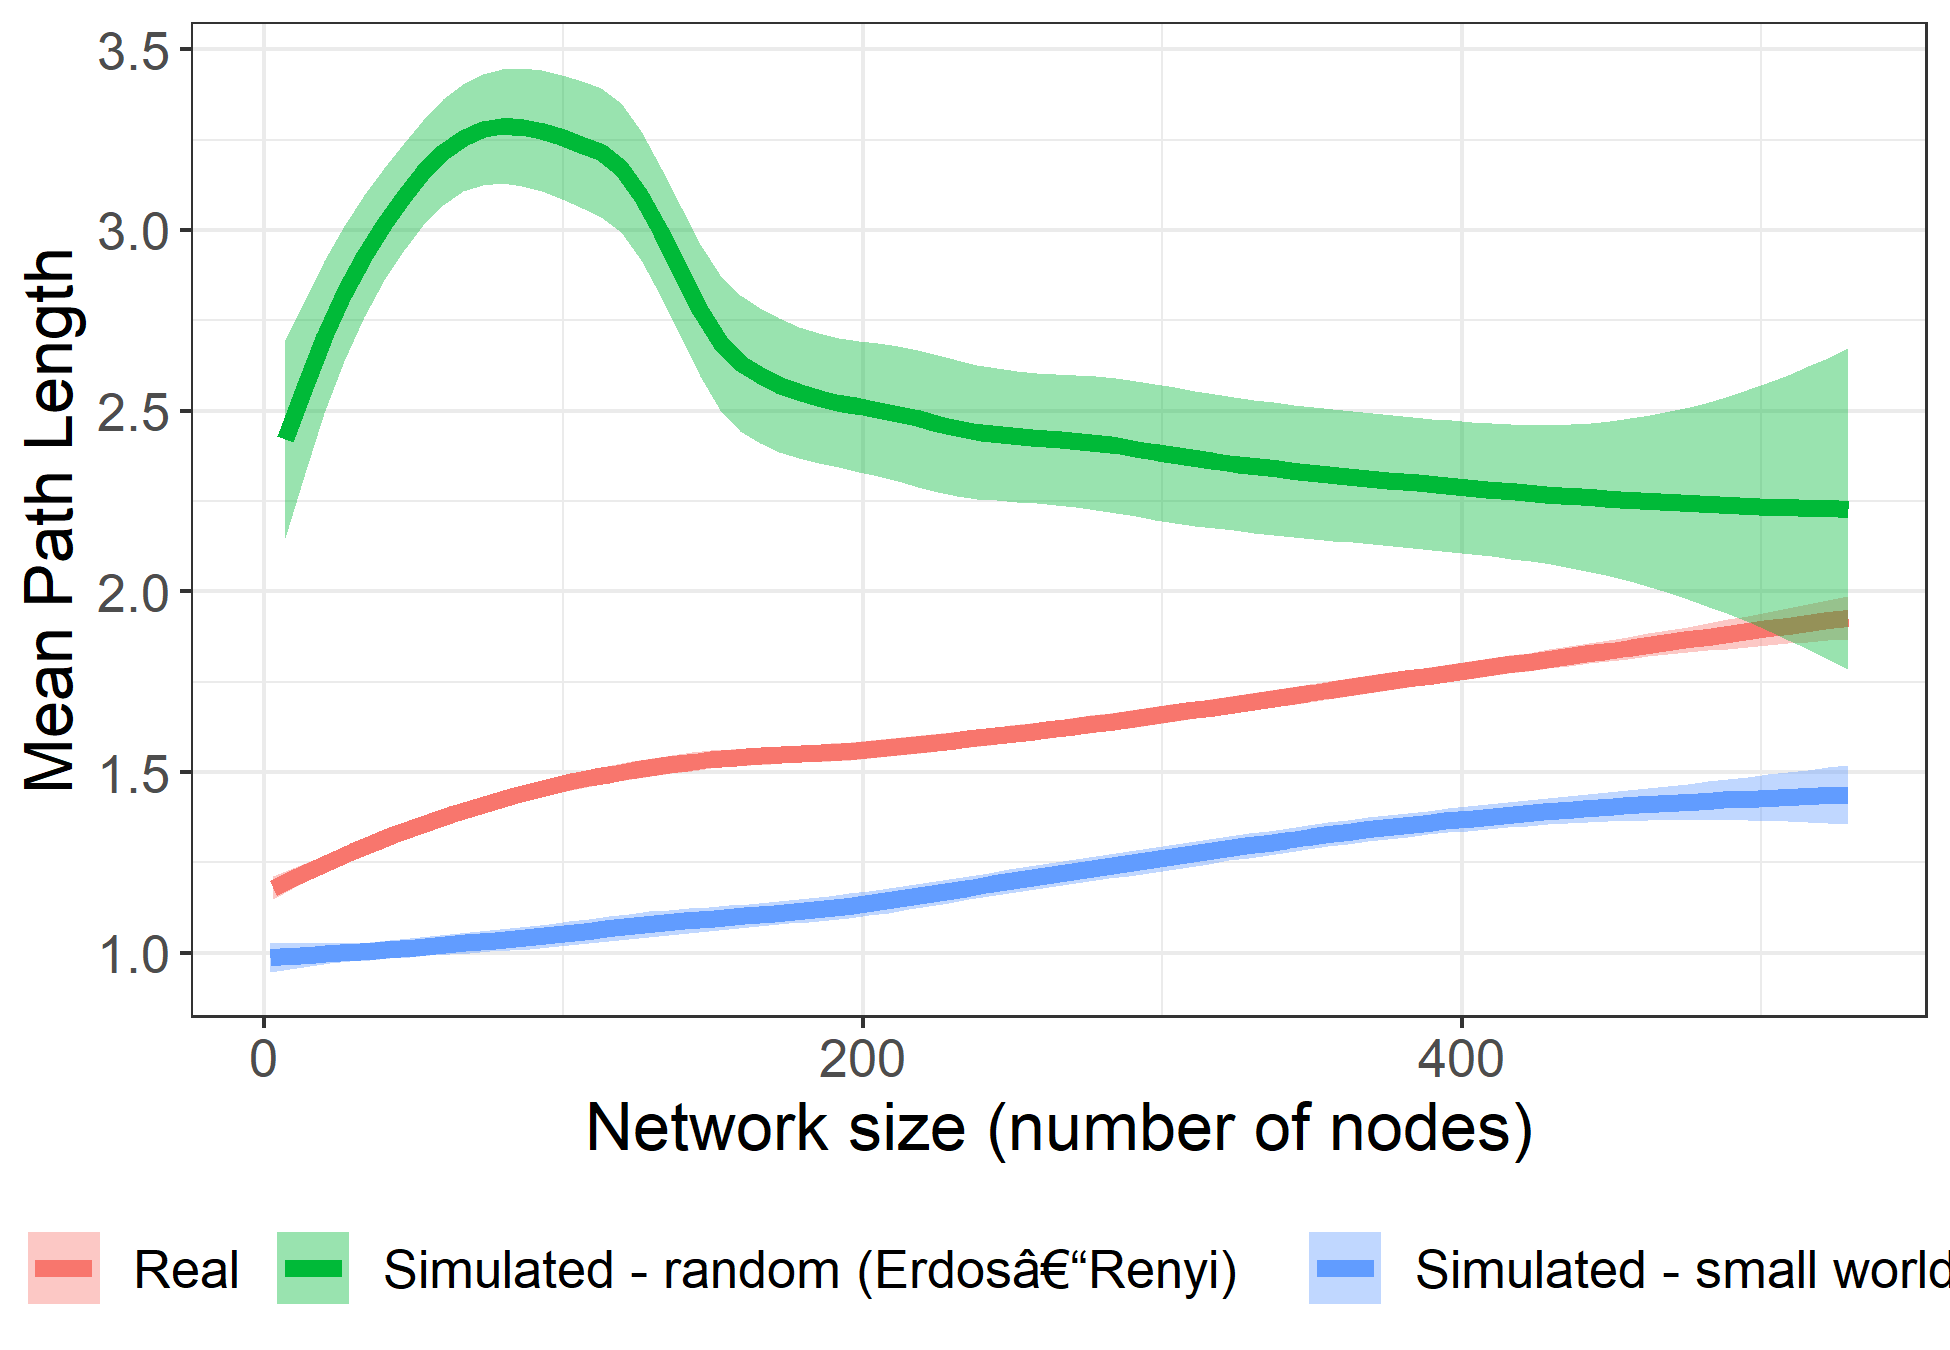 3.5
3.0
2.5
2.0
1.5
1.0
Mean Path Length
0 200 400
Network size (number of nodes)
Real Simulated - random (Erdosâ€“Renyi) Simulated - small world